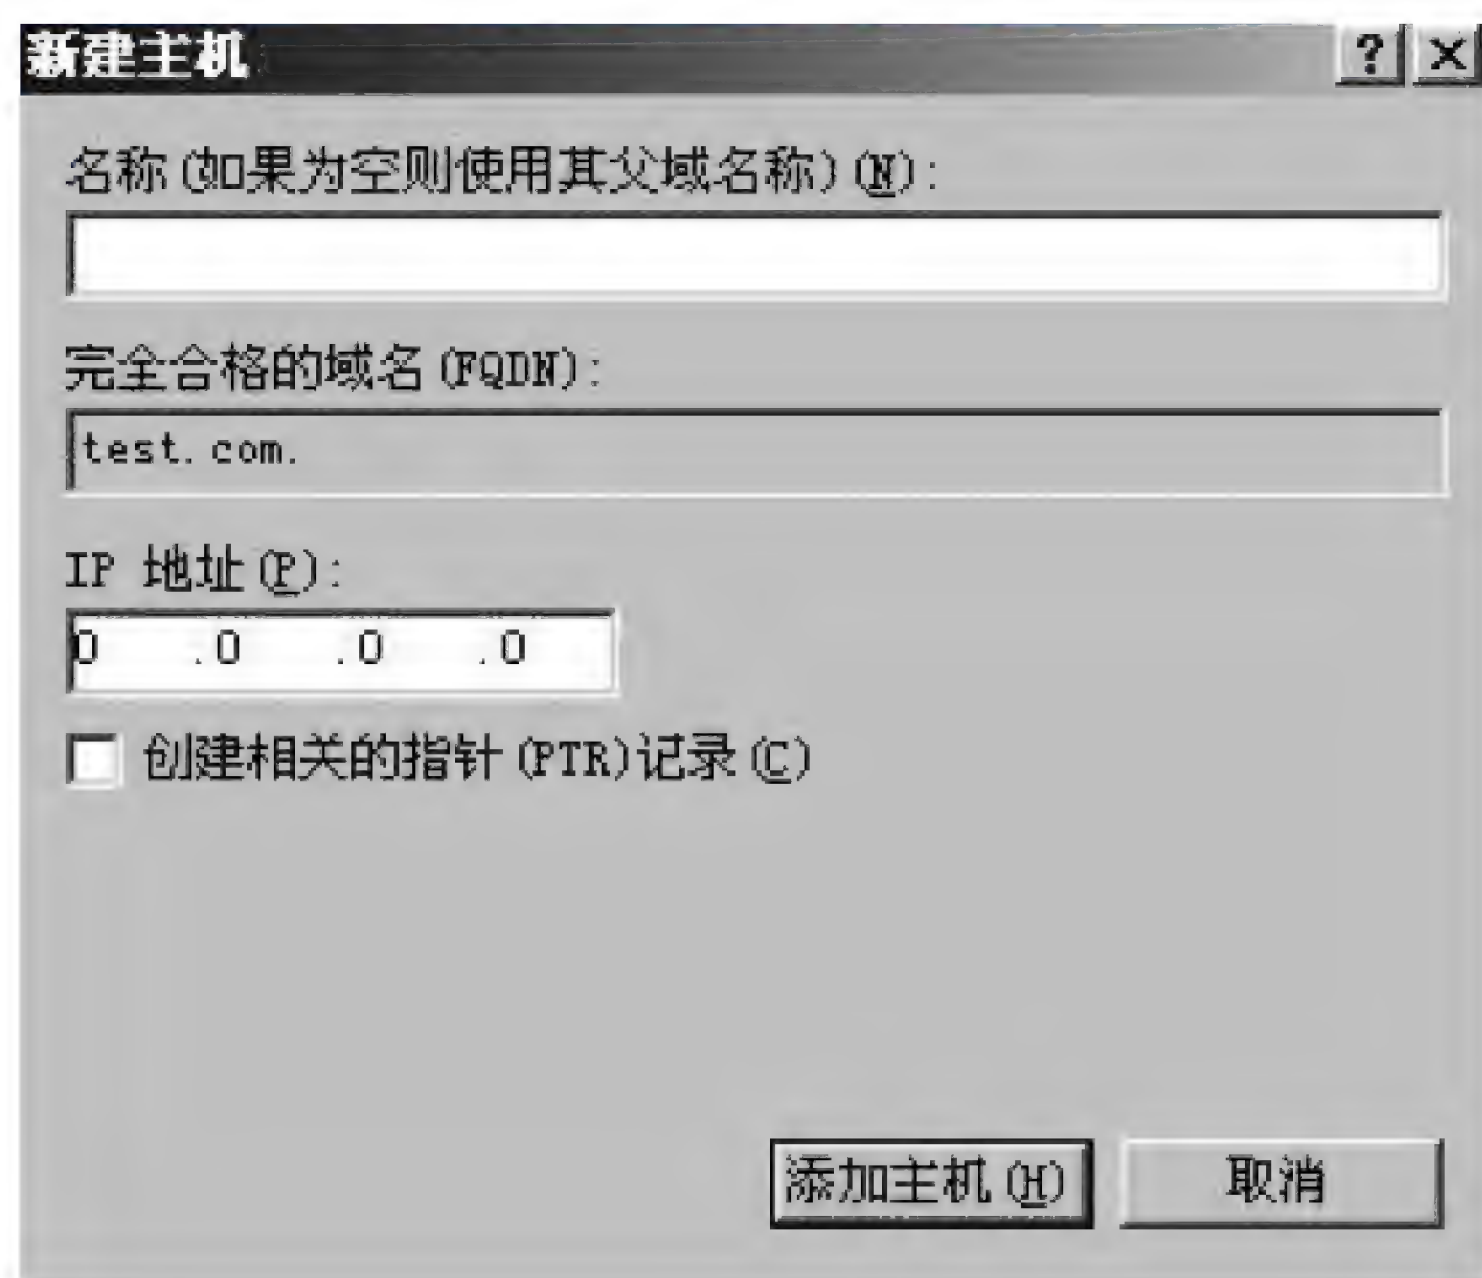 新建主机
名称(如果为空则使用其父域名称)(N):
完全合格的域名(FQDN):
test.com.
IP 地址(P):
0 .0 .0 .0
创建相关的指针(PTR)记录(C)
添加主机(H) 取消